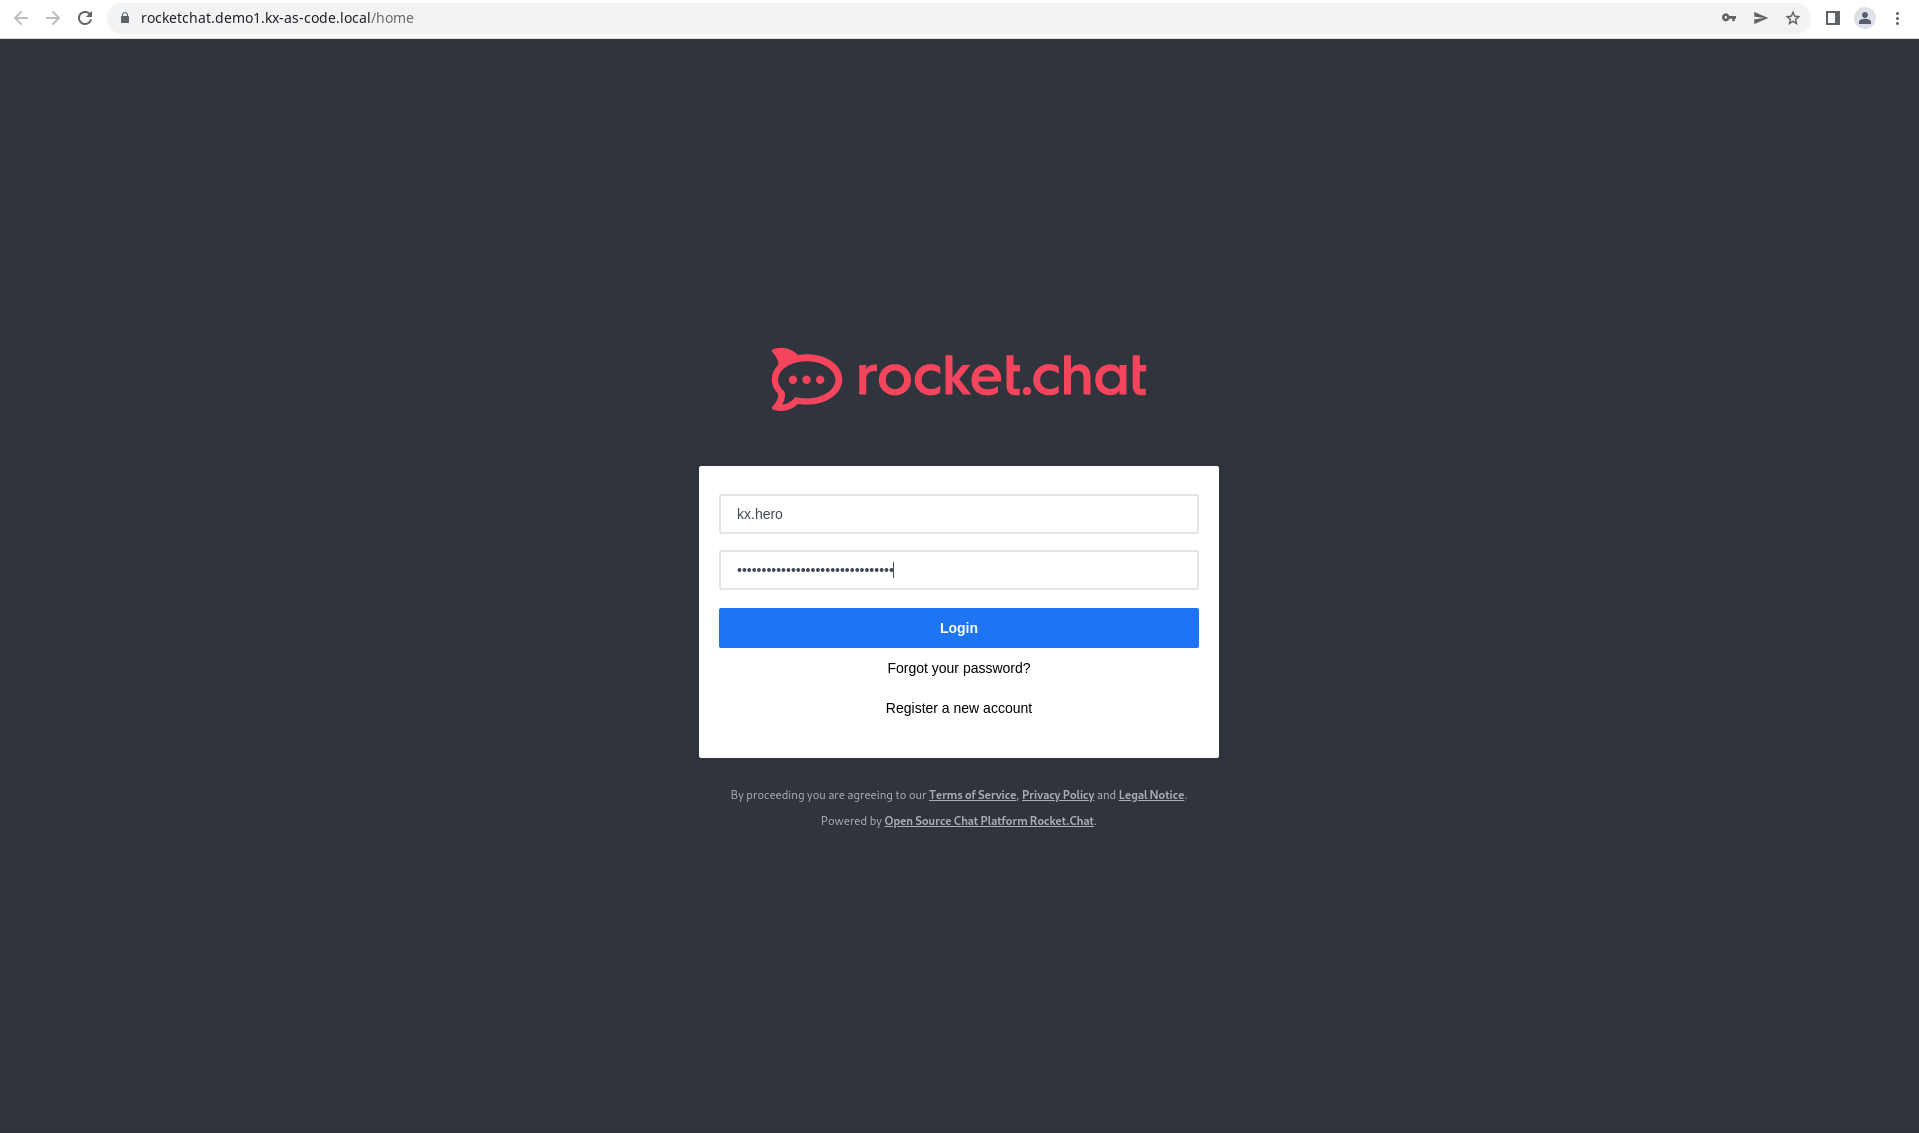 rocketchat.demo1.kx-as-code.local/home
rocket.chat
kx.hero
••••••••••••••••••••••••••••••••
Login
Forgot your password?
Register a new account
By proceeding you are agreeing to our Terms of Service, Privacy Policy and Legal Notice.
Powered by Open Source Chat Platform Rocket.Chat.